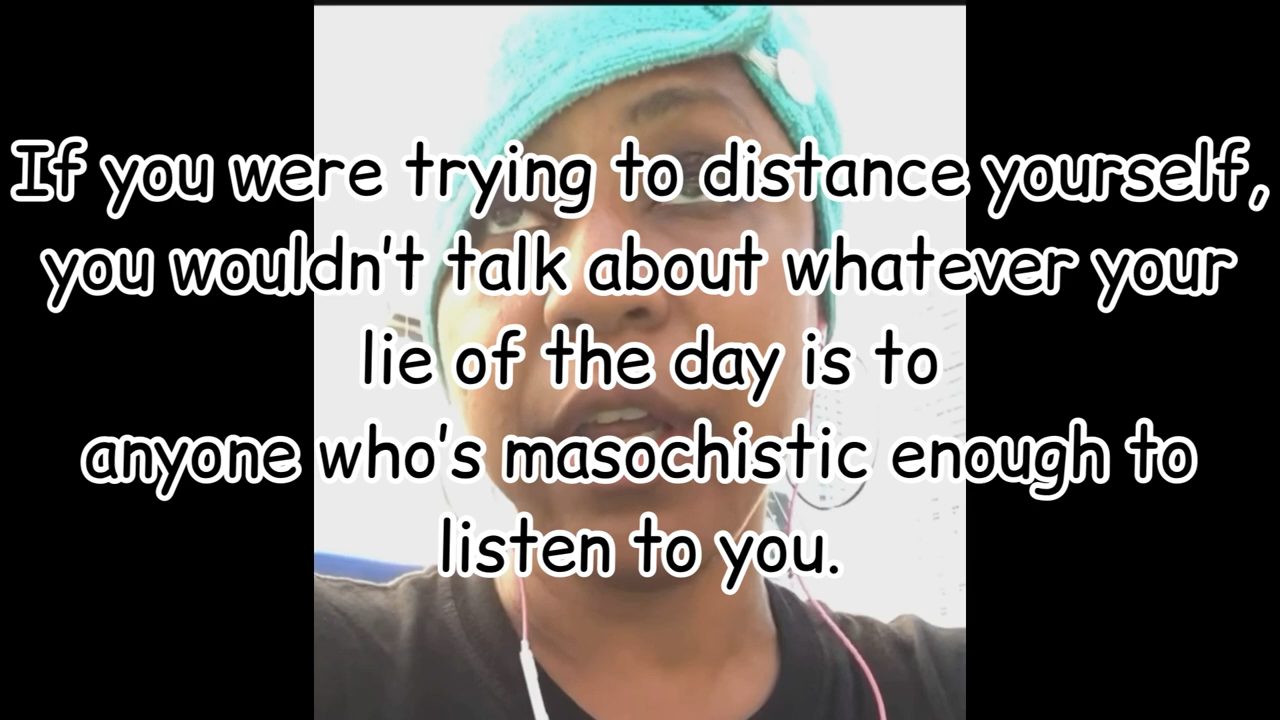 If you were trying to distance yourself,
you wouldn't talk about whatever your
lie of the day is to
anyone who's masochistic enough to
listen to you.